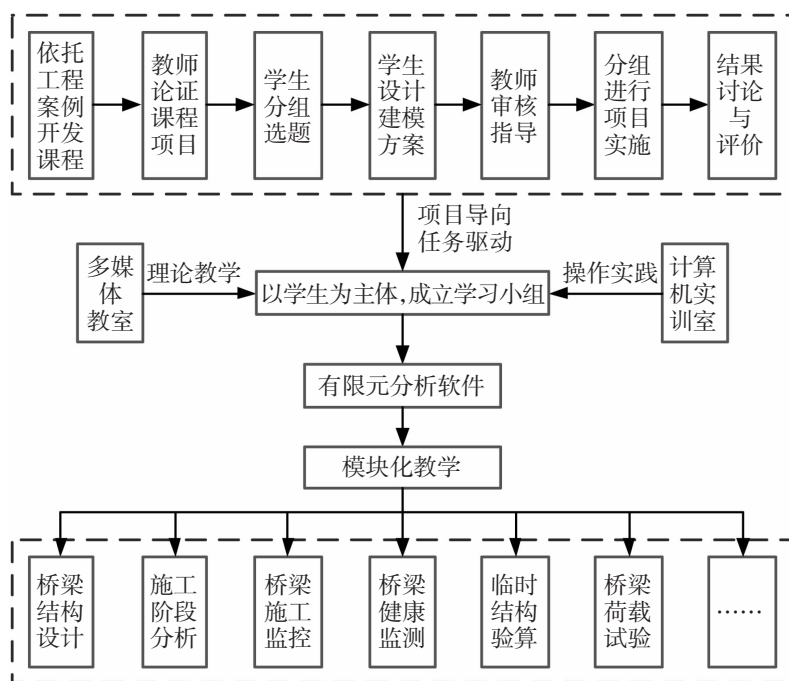 依托
工程
案例
开发
课程
教师
论证
课程
项目
学生
分组
选题
学生
设计
建模
方案
教师
审核
指导
分组
进行
项目
实施
结果
讨论
与
评价
项目导向
任务驱动
多媒
体
教室
理论教学
以学生为主体,成立学习小组
操作实践
计算
机实
训室
有限元分析软件
模块化教学
桥梁
结构
设计
施工
阶段
分析
桥梁
施工
监控
桥梁
健康
监测
临时
结构
验算
桥梁
荷载
试验
……